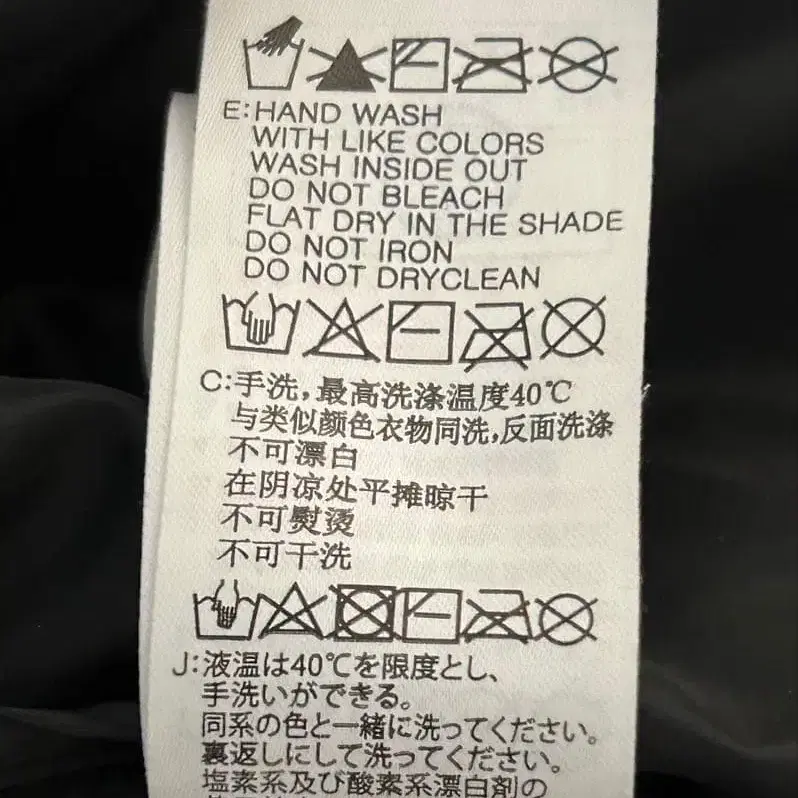 E:HAND WASH
WITH LIKE COLORS
WASH INSIDE OUT
DO NOT BLEACH
FLAT DRY IN THE SHADE
DO NOT IRON
DO NOT DRYCLEAN
C:手洗,最高洗涤温度40℃
与类似颜色衣物同洗,反面洗涤
不可漂白
在阴凉处平摊晾干
不可熨烫
不可干洗
J:液温は40℃を限度とし、
手洗いができる。
同系の色と一緒に洗ってください。
裏返しにして洗ってください。
塩素系及び酸素系漂白剤の